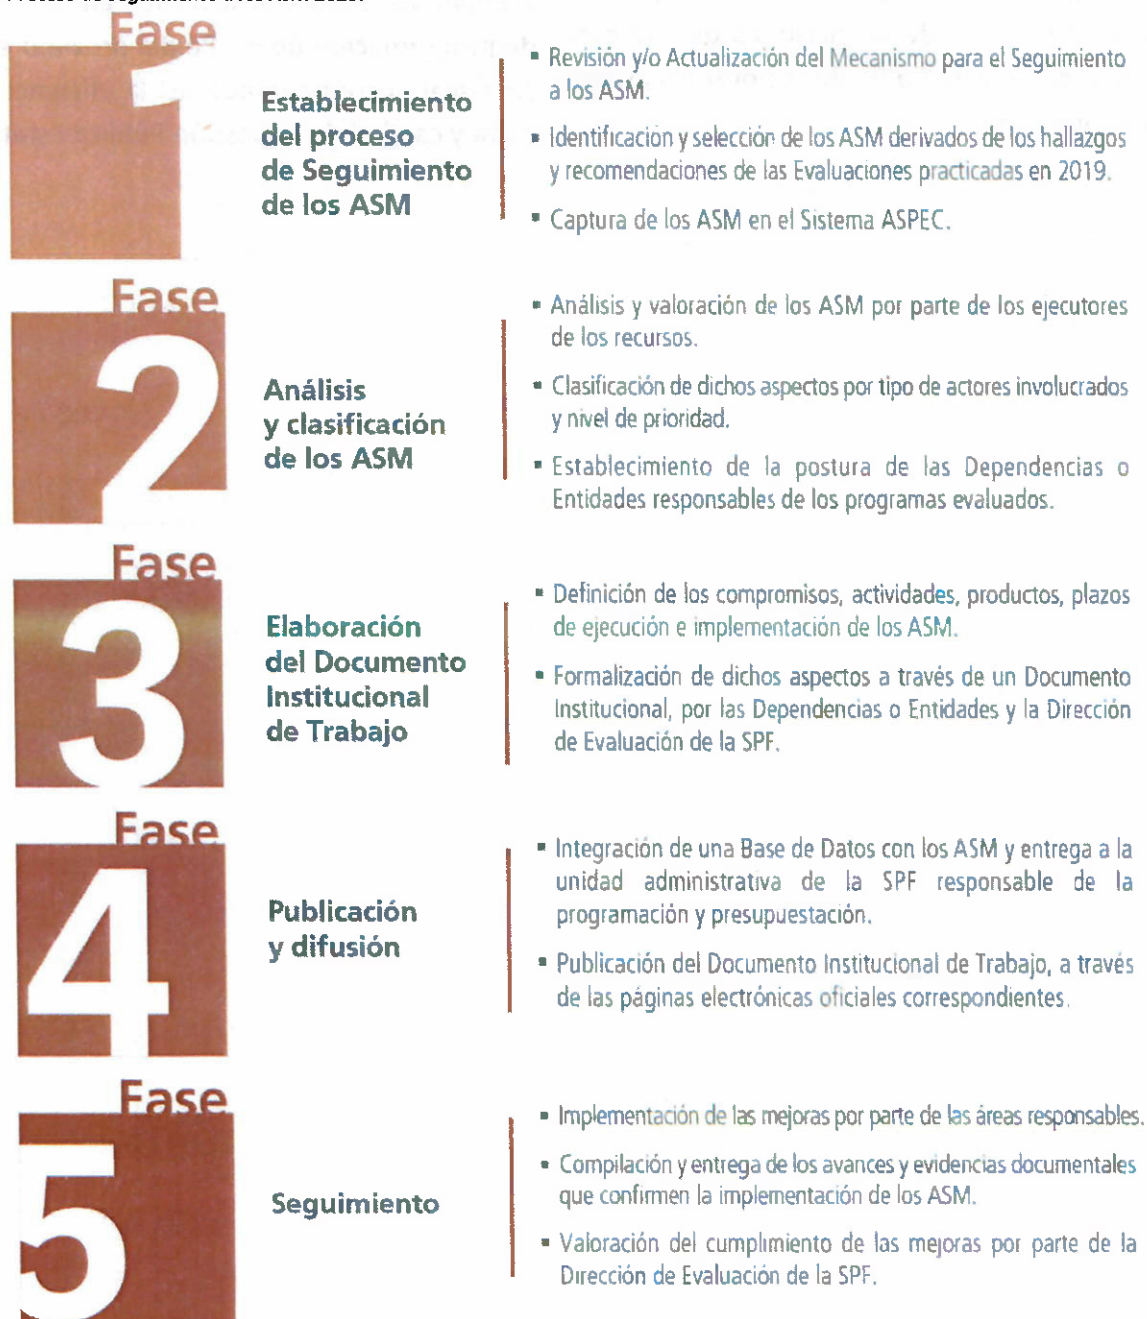 Proceso de seguimiento a los ASM 2020.
Fase
1
Establecimiento
del proceso
de Seguimiento
de los ASM
▪ Revisión y/o Actualización del Mecanismo para el Seguimiento
a los ASM.
▪ Identificación y selección de los ASM derivados de los hallazgos
y recomendaciones de las Evaluaciones practicadas en 2019.
▪ Captura de los ASM en el Sistema ASPEC.
Fase
2
Análisis
y clasificación
de los ASM
▪ Análisis y valoración de los ASM por parte de los ejecutores
de los recursos.
▪ Clasificación de dichos aspectos por tipo de actores involucrados
y nivel de prioridad.
▪ Establecimiento de la postura de las Dependencias o
Entidades responsables de los programas evaluados.
Fase
3
Elaboración
del Documento
Institucional
de Trabajo
▪ Definición de los compromisos, actividades, productos, plazos
de ejecución e implementación de los ASM.
▪ Formalización de dichos aspectos a través de un Documento
Institucional, por las Dependencias o Entidades y la Dirección
de Evaluación de la SPF.
Fase
4
Publicación
y difusión
▪ Integración de una Base de Datos con los ASM y entrega a la
unidad administrativa de la SPF responsable de la
programación y presupuestación.
▪ Publicación del Documento Institucional de Trabajo, a través
de las páginas electrónicas oficiales correspondientes.
Fase
5
Seguimiento
▪ Implementación de las mejoras por parte de las áreas responsables.
▪ Compilación y entrega de los avances y evidencias documentales
que confirmen la implementación de los ASM.
▪ Valoración del cumplimiento de las mejoras por parte de la
Dirección de Evaluación de la SPF.